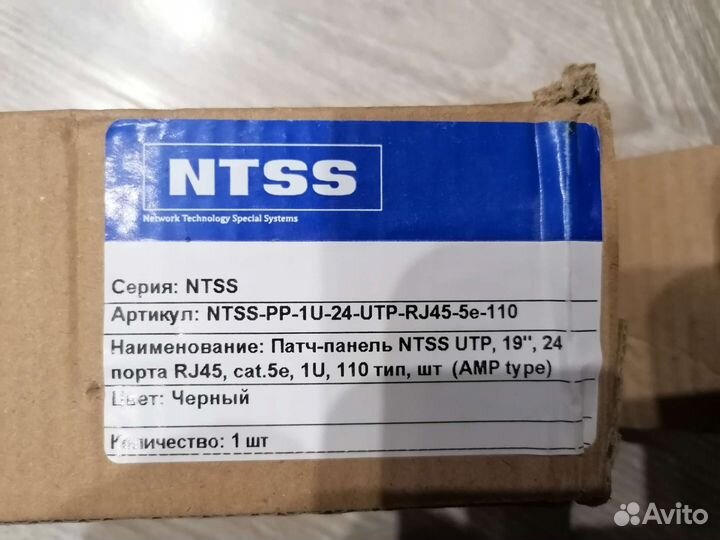 NTSS
Network Technology Special Systems
Серия: NTSS
Артикул: NTSS-PP-1U-24-UTP-RJ45-5e-110
Наименование: Патч-панель NTSS UTP, 19", 24
порта RJ45, cat.5e, 1U, 110 тип, шт (AMP type)
Цвет: Черный
Количество: 1 шт
Avito